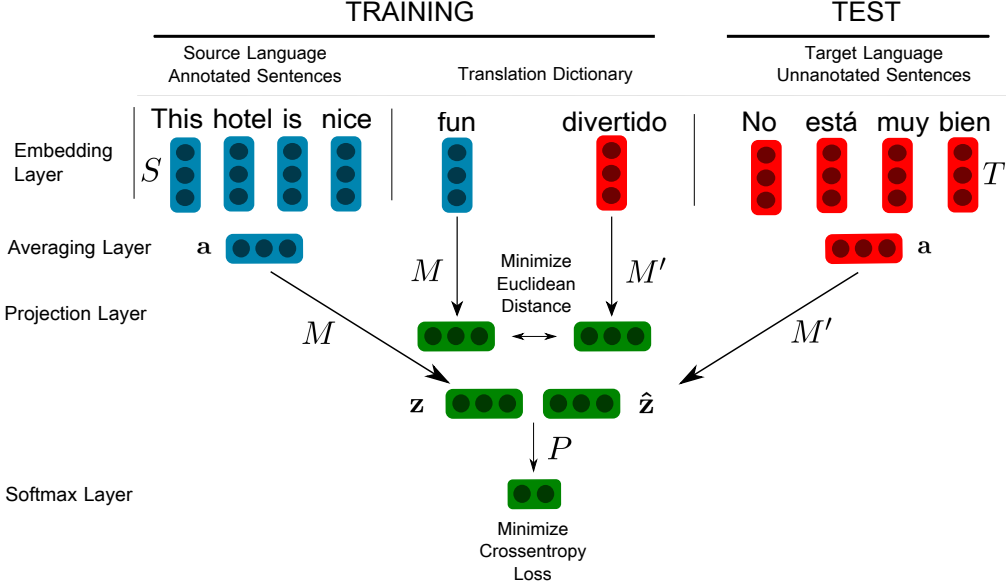 TRAINING
TEST
Source Language
Annotated Sentences
Translation Dictionary
Target Language
Unnanotated Sentences
This hotel is nice
fun
divertido
No está muy bien
Embedding
Layer
S
T
Averaging Layer
a
a
M
Minimize
Euclidean
Distance
M′
Projection Layer
M
M′
z
ẑ
P
Softmax Layer
Minimize
Crossentropy
Loss